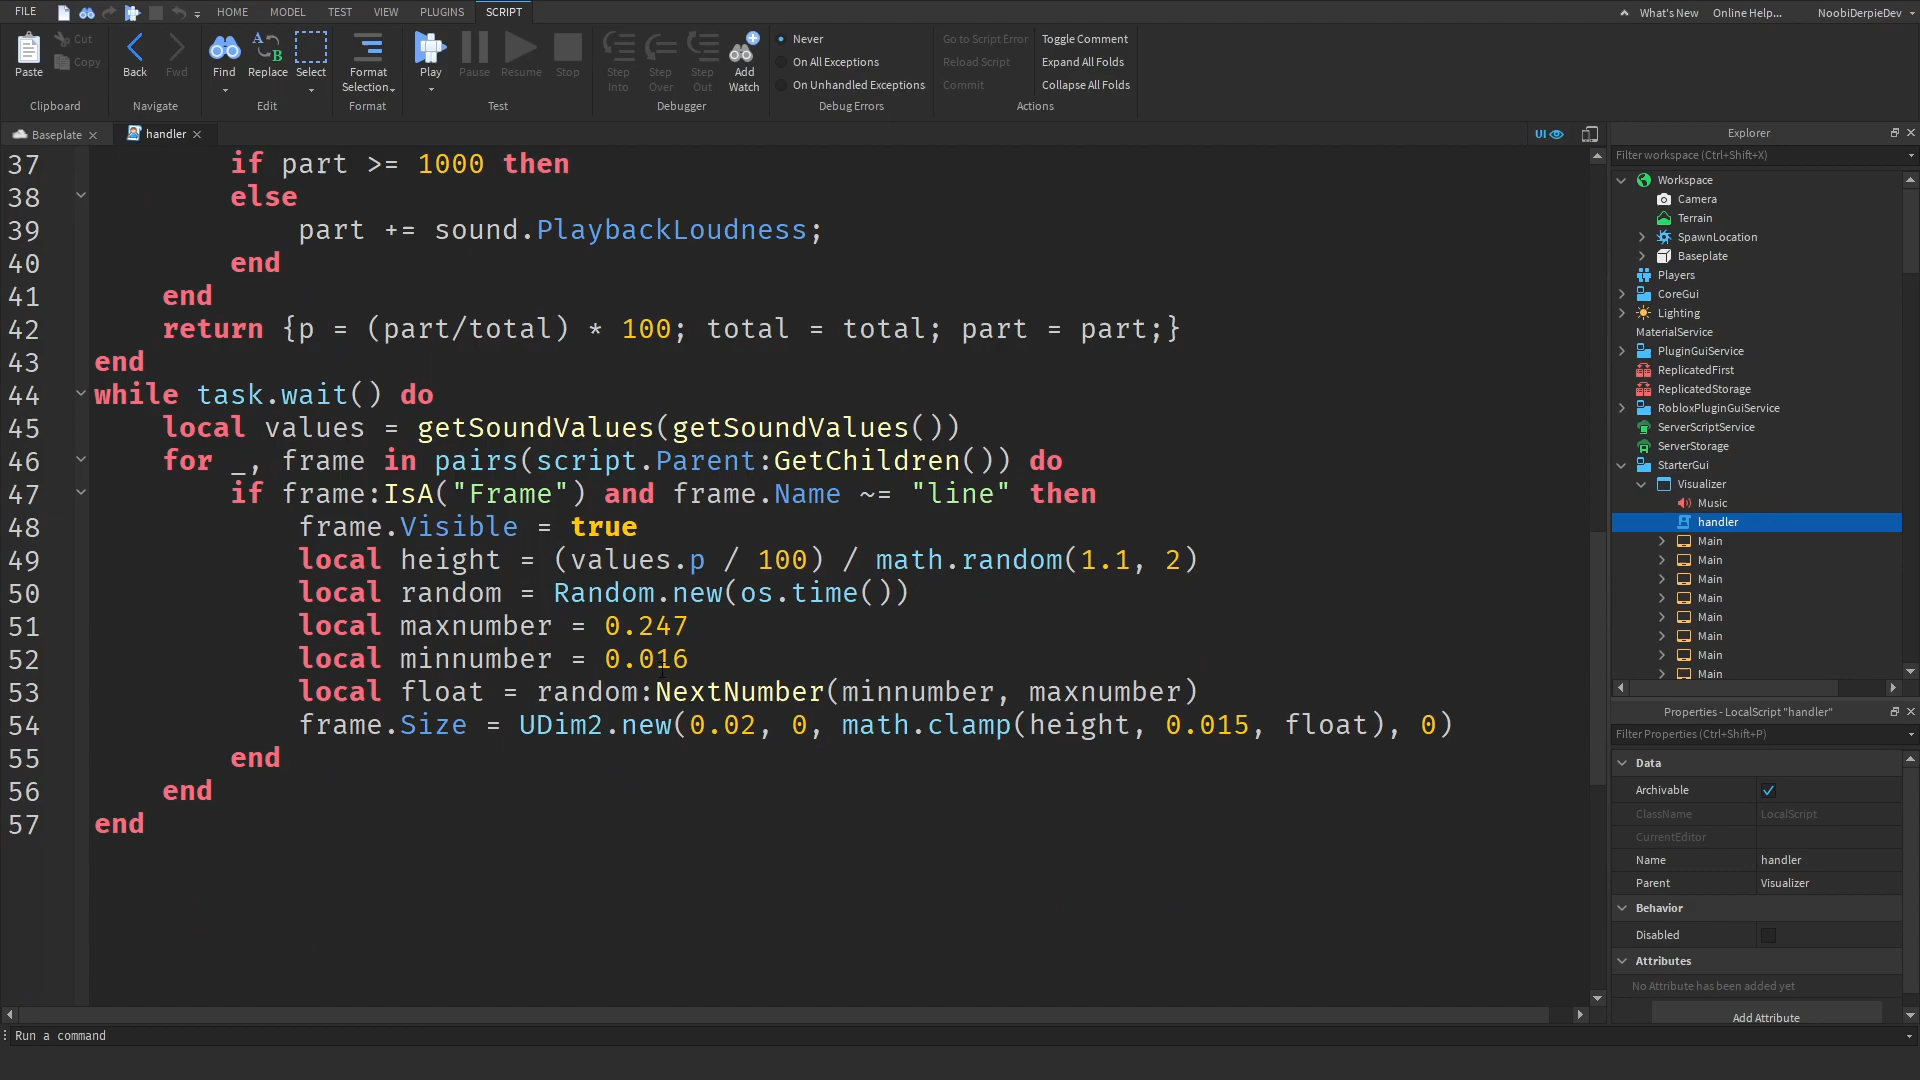 FILE HOME MODEL TEST VIEW PLUGINS SCRIPT What's New Online Help... NoobiDerpieDev
Paste Cut Copy Back Fwd Find Replace Select Format Selection Play Pause Resume Stop Step Into Step Over Step Out Add Watch
Never
On All Exceptions
On Unhandled Exceptions
Go to Script Error Toggle Comment
Reload Script Expand All Folds
Commit Collapse All Folds
Clipboard Navigate Edit Format Test Debugger Debug Errors Actions
Baseplate handler UI
37 if part >= 1000 then
38 else
39 part += sound.PlaybackLoudness;
40 end
41 end
42 return {p = (part/total) * 100; total = total; part = part;}
43 end
44 while task.wait() do
45 local values = getSoundValues(getSoundValues())
46 for _, frame in pairs(script.Parent:GetChildren()) do
47 if frame:IsA("Frame") and frame.Name ~= "line" then
48 frame.Visible = true
49 local height = (values.p / 100) / math.random(1.1, 2)
50 local random = Random.new(os.time())
51 local maxnumber = 0.247
52 local minnumber = 0.016
53 local float = random:NextNumber(minnumber, maxnumber)
54 frame.Size = UDim2.new(0.02, 0, math.clamp(height, 0.015, float), 0)
55 end
56 end
57 end
Explorer
Filter workspace (Ctrl+Shift+X)
Workspace
Camera
Terrain
SpawnLocation
Baseplate
Players
CoreGui
Lighting
MaterialService
PluginGuiService
ReplicatedFirst
ReplicatedStorage
RobloxPluginGuiService
ServerScriptService
ServerStorage
StarterGui
Visualizer
Music
handler
Main
Main
Main
Main
Main
Main
Main
Main
Properties - LocalScript "handler"
Filter Properties (Ctrl+Shift+P)
Data
Archivable
ClassName LocalScript
CurrentEditor
Name handler
Parent Visualizer
Behavior
Disabled
Attributes
No Attribute has been added yet
Add Attribute
Run a command